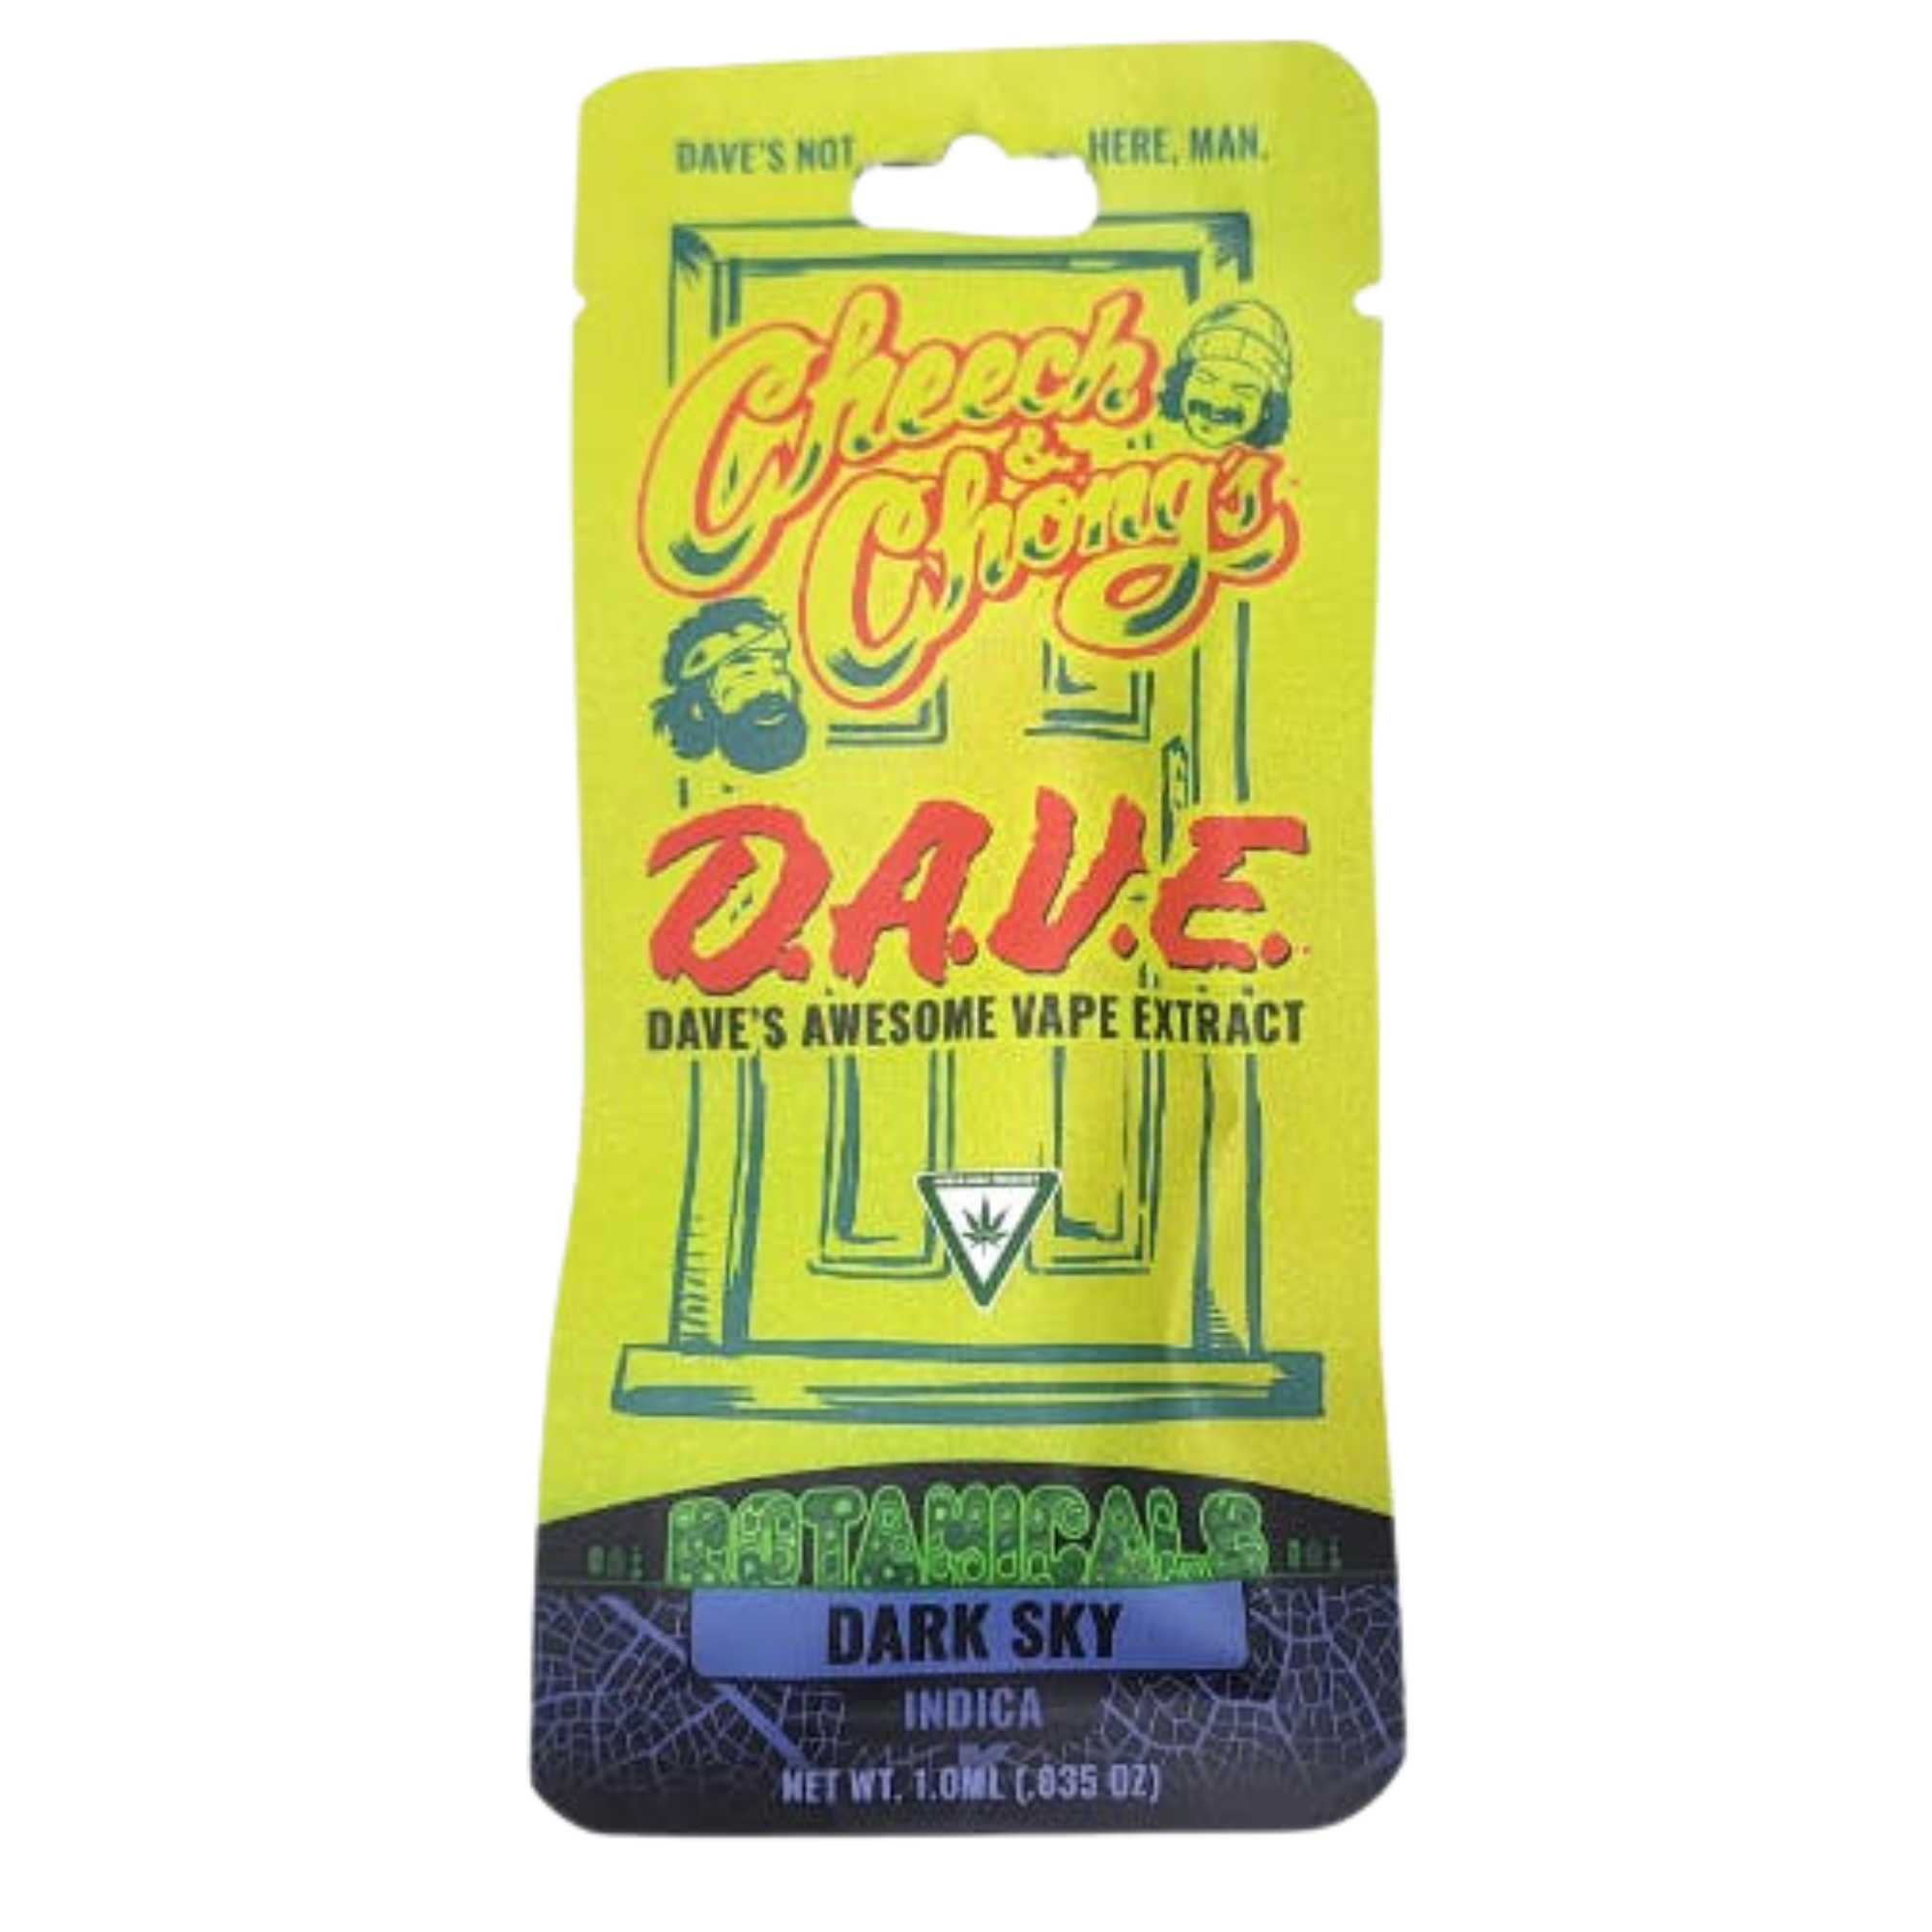 DAVE'S NOT HERE, MAN.
Cheech
&
Chong's
D.A.V.E.
DAVE'S AWESOME VAPE EXTRACT
BOTANICALS
DARK SKY
INDICA
NET WT. 1.0ML (.035 OZ)